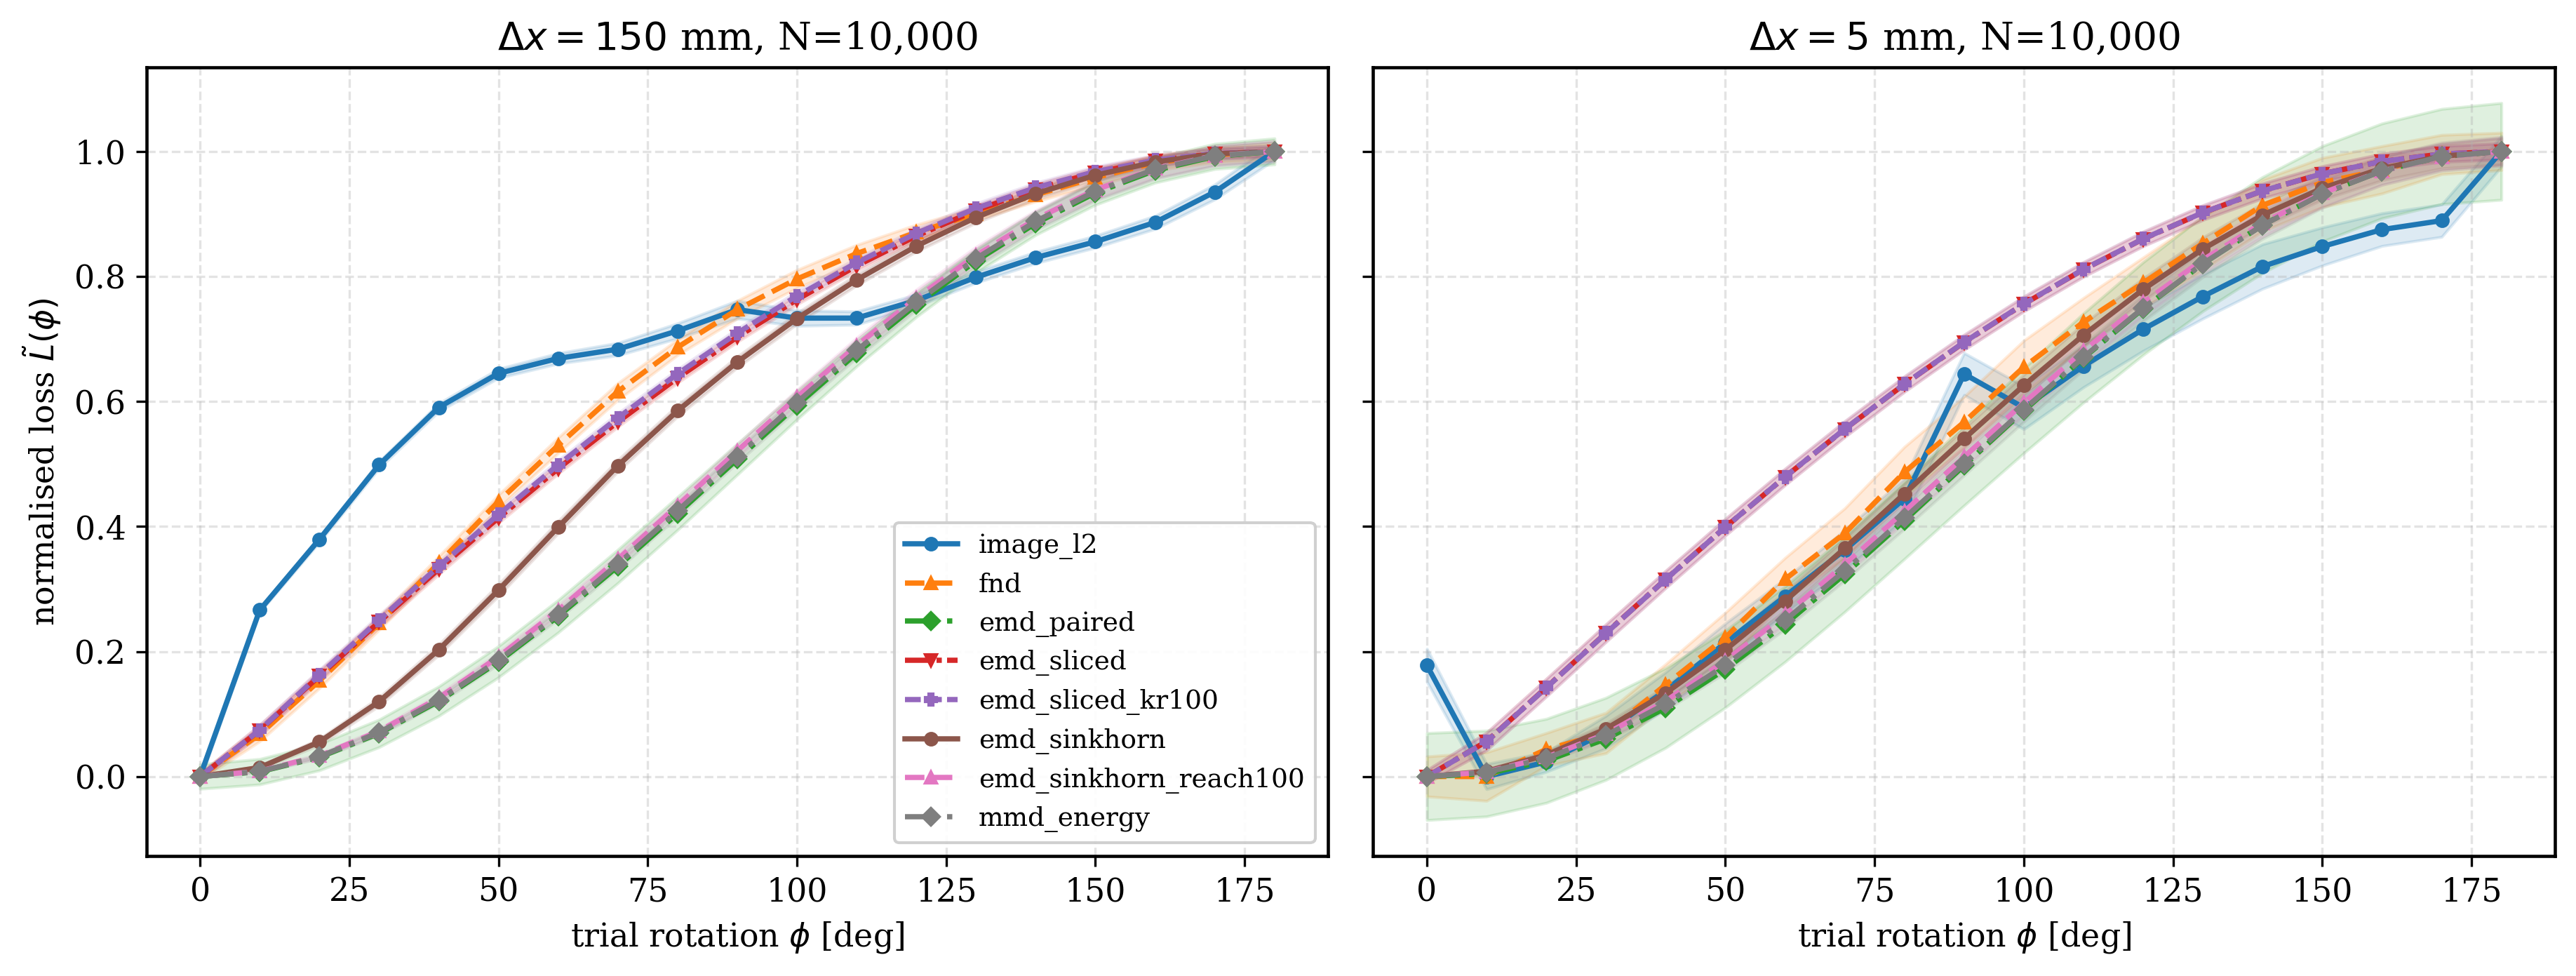 Δx = 150 mm, N=10,000
Δx = 5 mm, N=10,000
normalised loss L̃(ϕ)
1.0
0.8
0.6
0.4
0.2
0.0
image_l2
fnd
emd_paired
emd_sliced
emd_sliced_kr100
emd_sinkhorn
emd_sinkhorn_reach100
mmd_energy
0 25 50 75 100 125 150 175
0 25 50 75 100 125 150 175
trial rotation ϕ [deg]
trial rotation ϕ [deg]